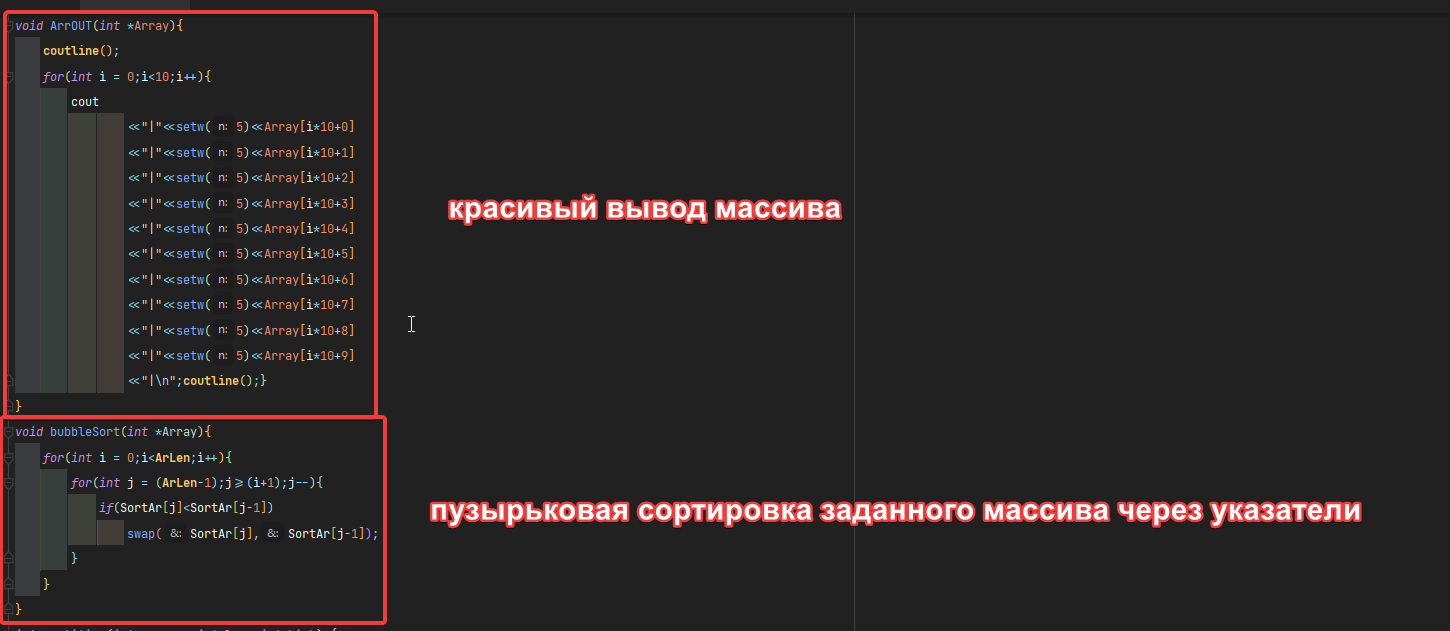 void ArrOUT(int *Array){
coutline();
for(int i = 0;i<10;i++){
cout
<<"|"<<setw( n: 5)<<Array[i*10+0]
<<"|"<<setw( n: 5)<<Array[i*10+1]
<<"|"<<setw( n: 5)<<Array[i*10+2]
<<"|"<<setw( n: 5)<<Array[i*10+3]
красивый вывод массива
<<"|"<<setw( n: 5)<<Array[i*10+4]
<<"|"<<setw( n: 5)<<Array[i*10+5]
<<"|"<<setw( n: 5)<<Array[i*10+6]
<<"|"<<setw( n: 5)<<Array[i*10+7]
<<"|"<<setw( n: 5)<<Array[i*10+8]
<<"|"<<setw( n: 5)<<Array[i*10+9]
<<"|\n";coutline();}
}
void bubbleSort(int *Array){
for(int i = 0;i<ArLen;i++){
for(int j = (ArLen-1);j>=(i+1);j--){
if(SortAr[j]<SortAr[j-1])
пузырьковая сортировка заданного массива через указатели
swap( &: SortAr[j], &: SortAr[j-1]);
}
}
}